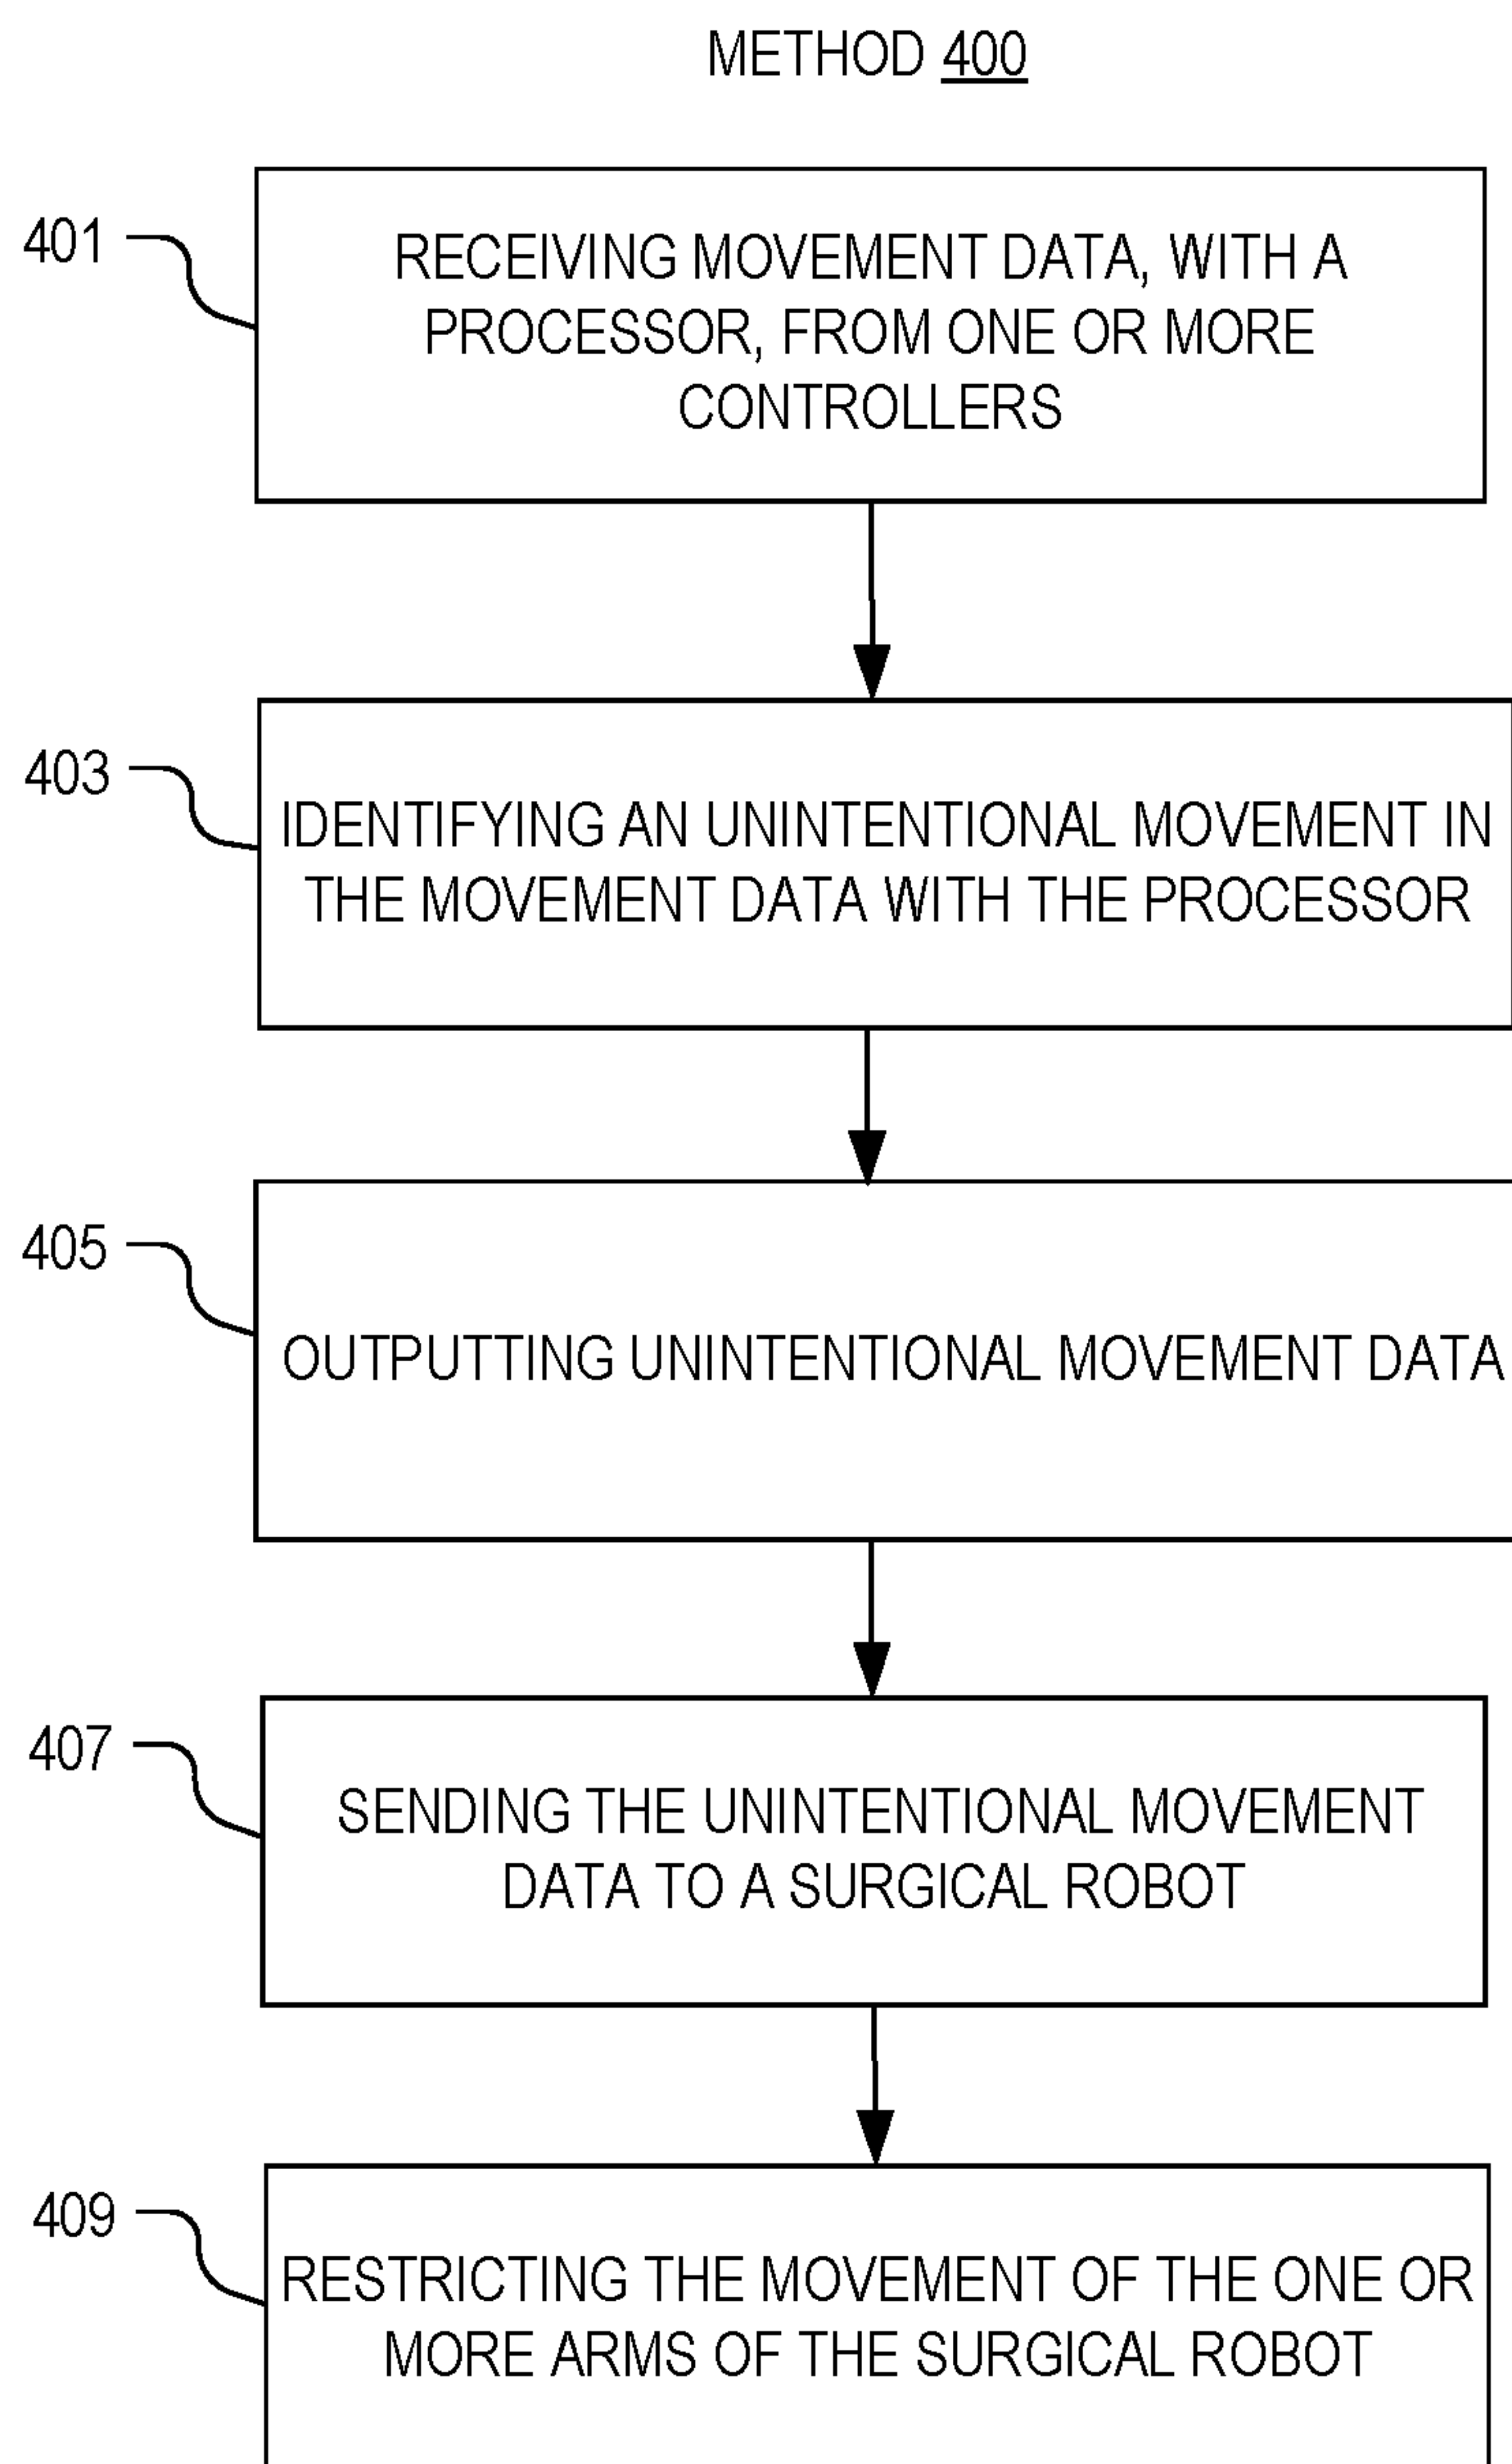 METHOD 400
401
RECEIVING MOVEMENT DATA, WITH A
PROCESSOR, FROM ONE OR MORE
CONTROLLERS
403
IDENTIFYING AN UNINTENTIONAL MOVEMENT IN
THE MOVEMENT DATA WITH THE PROCESSOR
405
OUTPUTTING UNINTENTIONAL MOVEMENT DATA
407
SENDING THE UNINTENTIONAL MOVEMENT
DATA TO A SURGICAL ROBOT
409
RESTRICTING THE MOVEMENT OF THE ONE OR
MORE ARMS OF THE SURGICAL ROBOT